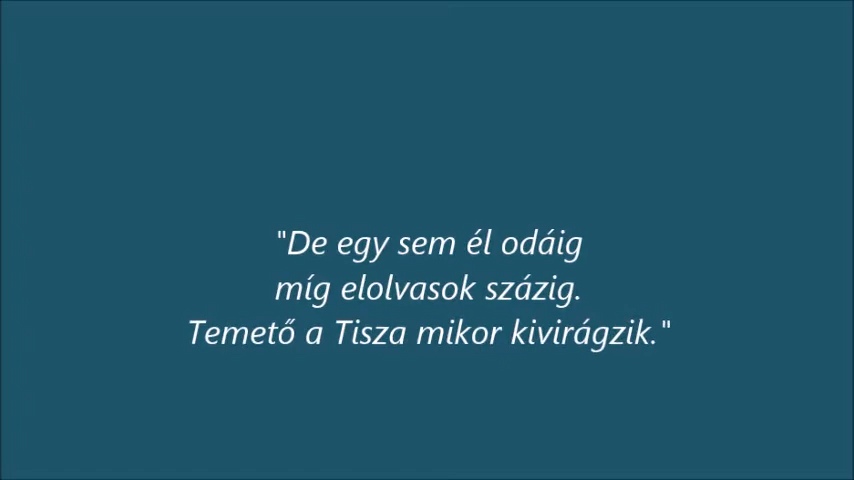 "De egy sem él odáig
míg elolvasok százig.
Temető a Tisza mikor kivirágzik."